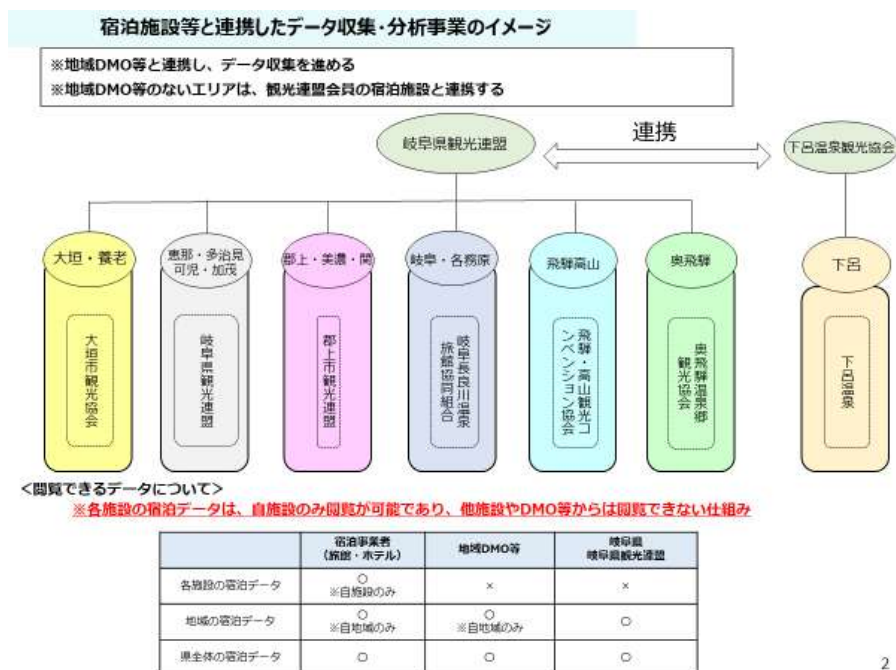 宿泊施設等と連携したデータ収集・分析事業のイメージ
※地域DMO等と連携し、データ収集を進める
※地域DMO等のないエリアは、観光連盟会員の宿泊施設と連携する
岐阜県観光連盟
連携
下呂温泉観光協会
大垣・養老
恵那・多治見
可児・加茂
郡上・美濃・関
岐阜・各務原
飛騨高山
奥飛騨
下呂
大垣市観光協会
岐阜県観光連盟
郡上市観光連盟
岐阜長良川温泉
旅館協同組合
飛騨・高山観光コ
ンベンション協会
奥飛騨温泉郷
観光協会
下呂温泉
<閲覧できるデータについて>
※各施設の宿泊データは、自施設のみ閲覧が可能であり、他施設やDMO等からは閲覧できない仕組み
宿泊事業者
(旅館・ホテル)
地域DMO等
岐阜県
岐阜県観光連盟
各施設の宿泊データ
○
※自施設のみ
×
×
地域の宿泊データ
○
※自地域のみ
○
※自地域のみ
○
県全体の宿泊データ
○
○
○
2